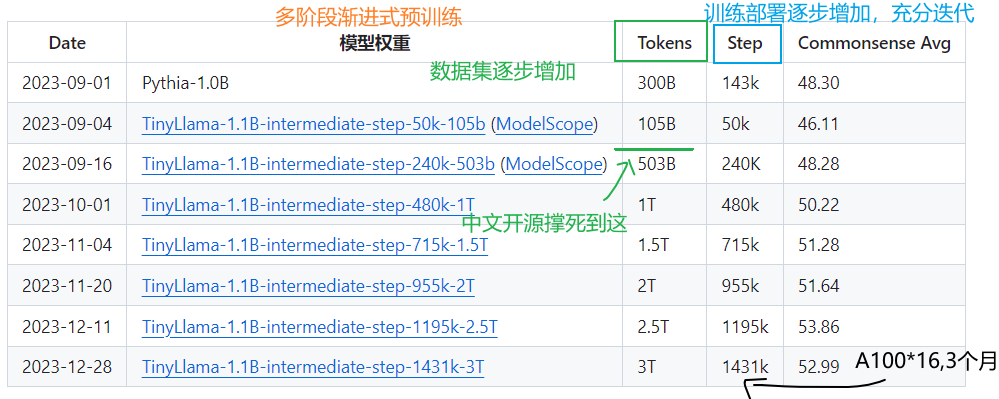 多阶段渐进式预训练
训练部署逐步增加，充分迭代
Date 模型权重 Tokens Step Commonsense Avg
数据集逐步增加
2023-09-01 Pythia-1.0B 300B 143k 48.30
2023-09-04 TinyLlama-1.1B-intermediate-step-50k-105b (ModelScope) 105B 50k 46.11
2023-09-16 TinyLlama-1.1B-intermediate-step-240k-503b (ModelScope) 503B 240K 48.28
2023-10-01 TinyLlama-1.1B-intermediate-step-480k-1T 1T 480k 50.22
中文开源撑死到这
2023-11-04 TinyLlama-1.1B-intermediate-step-715k-1.5T 1.5T 715k 51.28
2023-11-20 TinyLlama-1.1B-intermediate-step-955k-2T 2T 955k 51.64
2023-12-11 TinyLlama-1.1B-intermediate-step-1195k-2.5T 2.5T 1195k 53.86
2023-12-28 TinyLlama-1.1B-intermediate-step-1431k-3T 3T 1431k 52.99
A100*16,3个月